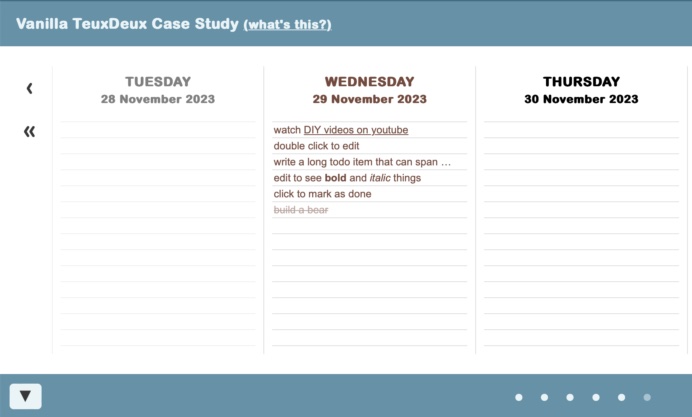 Vanilla TeuxDeux Case Study (what's this?)
‹
«
TUESDAY
28 November 2023
WEDNESDAY
29 November 2023
watch DIY videos on youtube
double click to edit
write a long todo item that can span …
edit to see bold and italic things
click to mark as done
build a bear
THURSDAY
30 November 2023